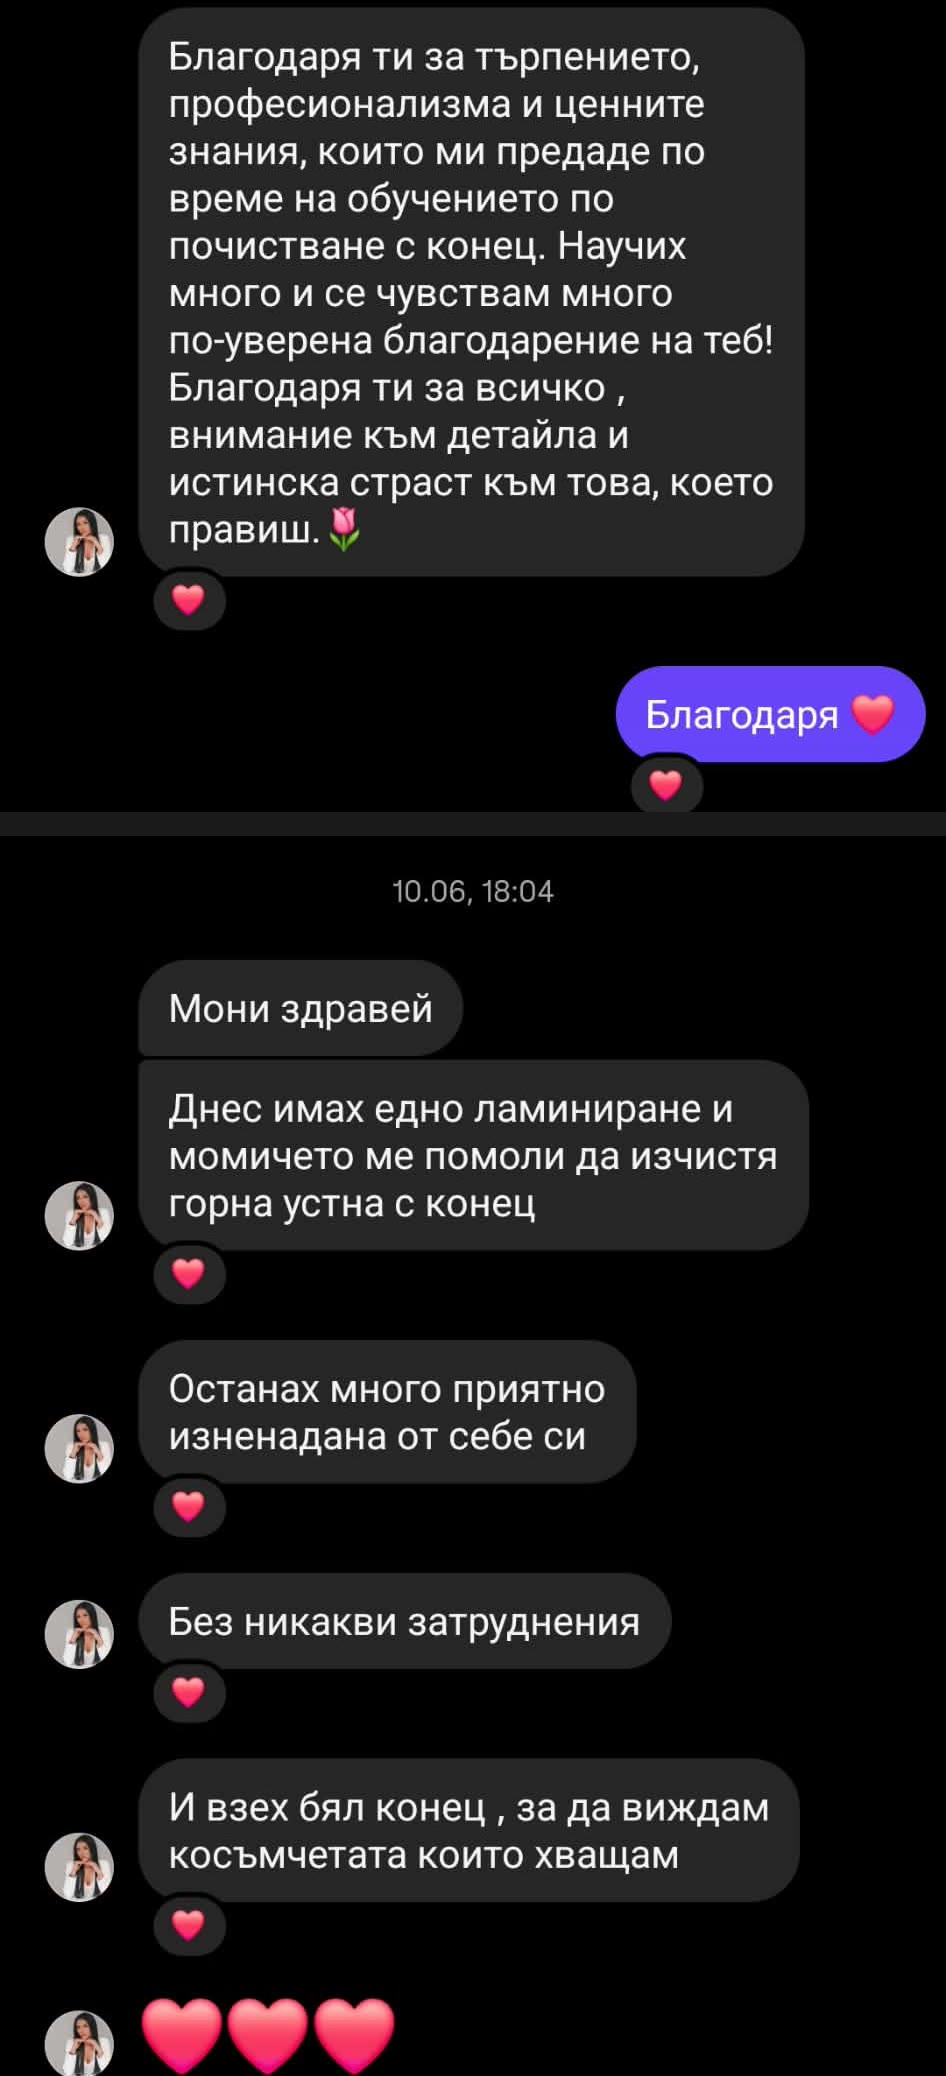 Благодаря ти за търпението,
професионализма и ценните
знания, които ми предаде по
време на обучението по
почистване с конец. Научих
много и се чувствам много
по-уверена благодарение на теб!
Благодаря ти за всичко ,
внимание към детайла и
истинска страст към това, което
правиш.🌷
❤️
Благодаря ❤️
❤️
10.06, 18:04
Мони здравей
Днес имах едно ламиниране и
момичето ме помоли да изчистя
горна устна с конец
❤️
Останах много приятно
изненадана от себе си
❤️
Без никакви затруднения
❤️
И взех бял конец , за да виждам
косъмчетата които хващам
❤️
❤️❤️❤️